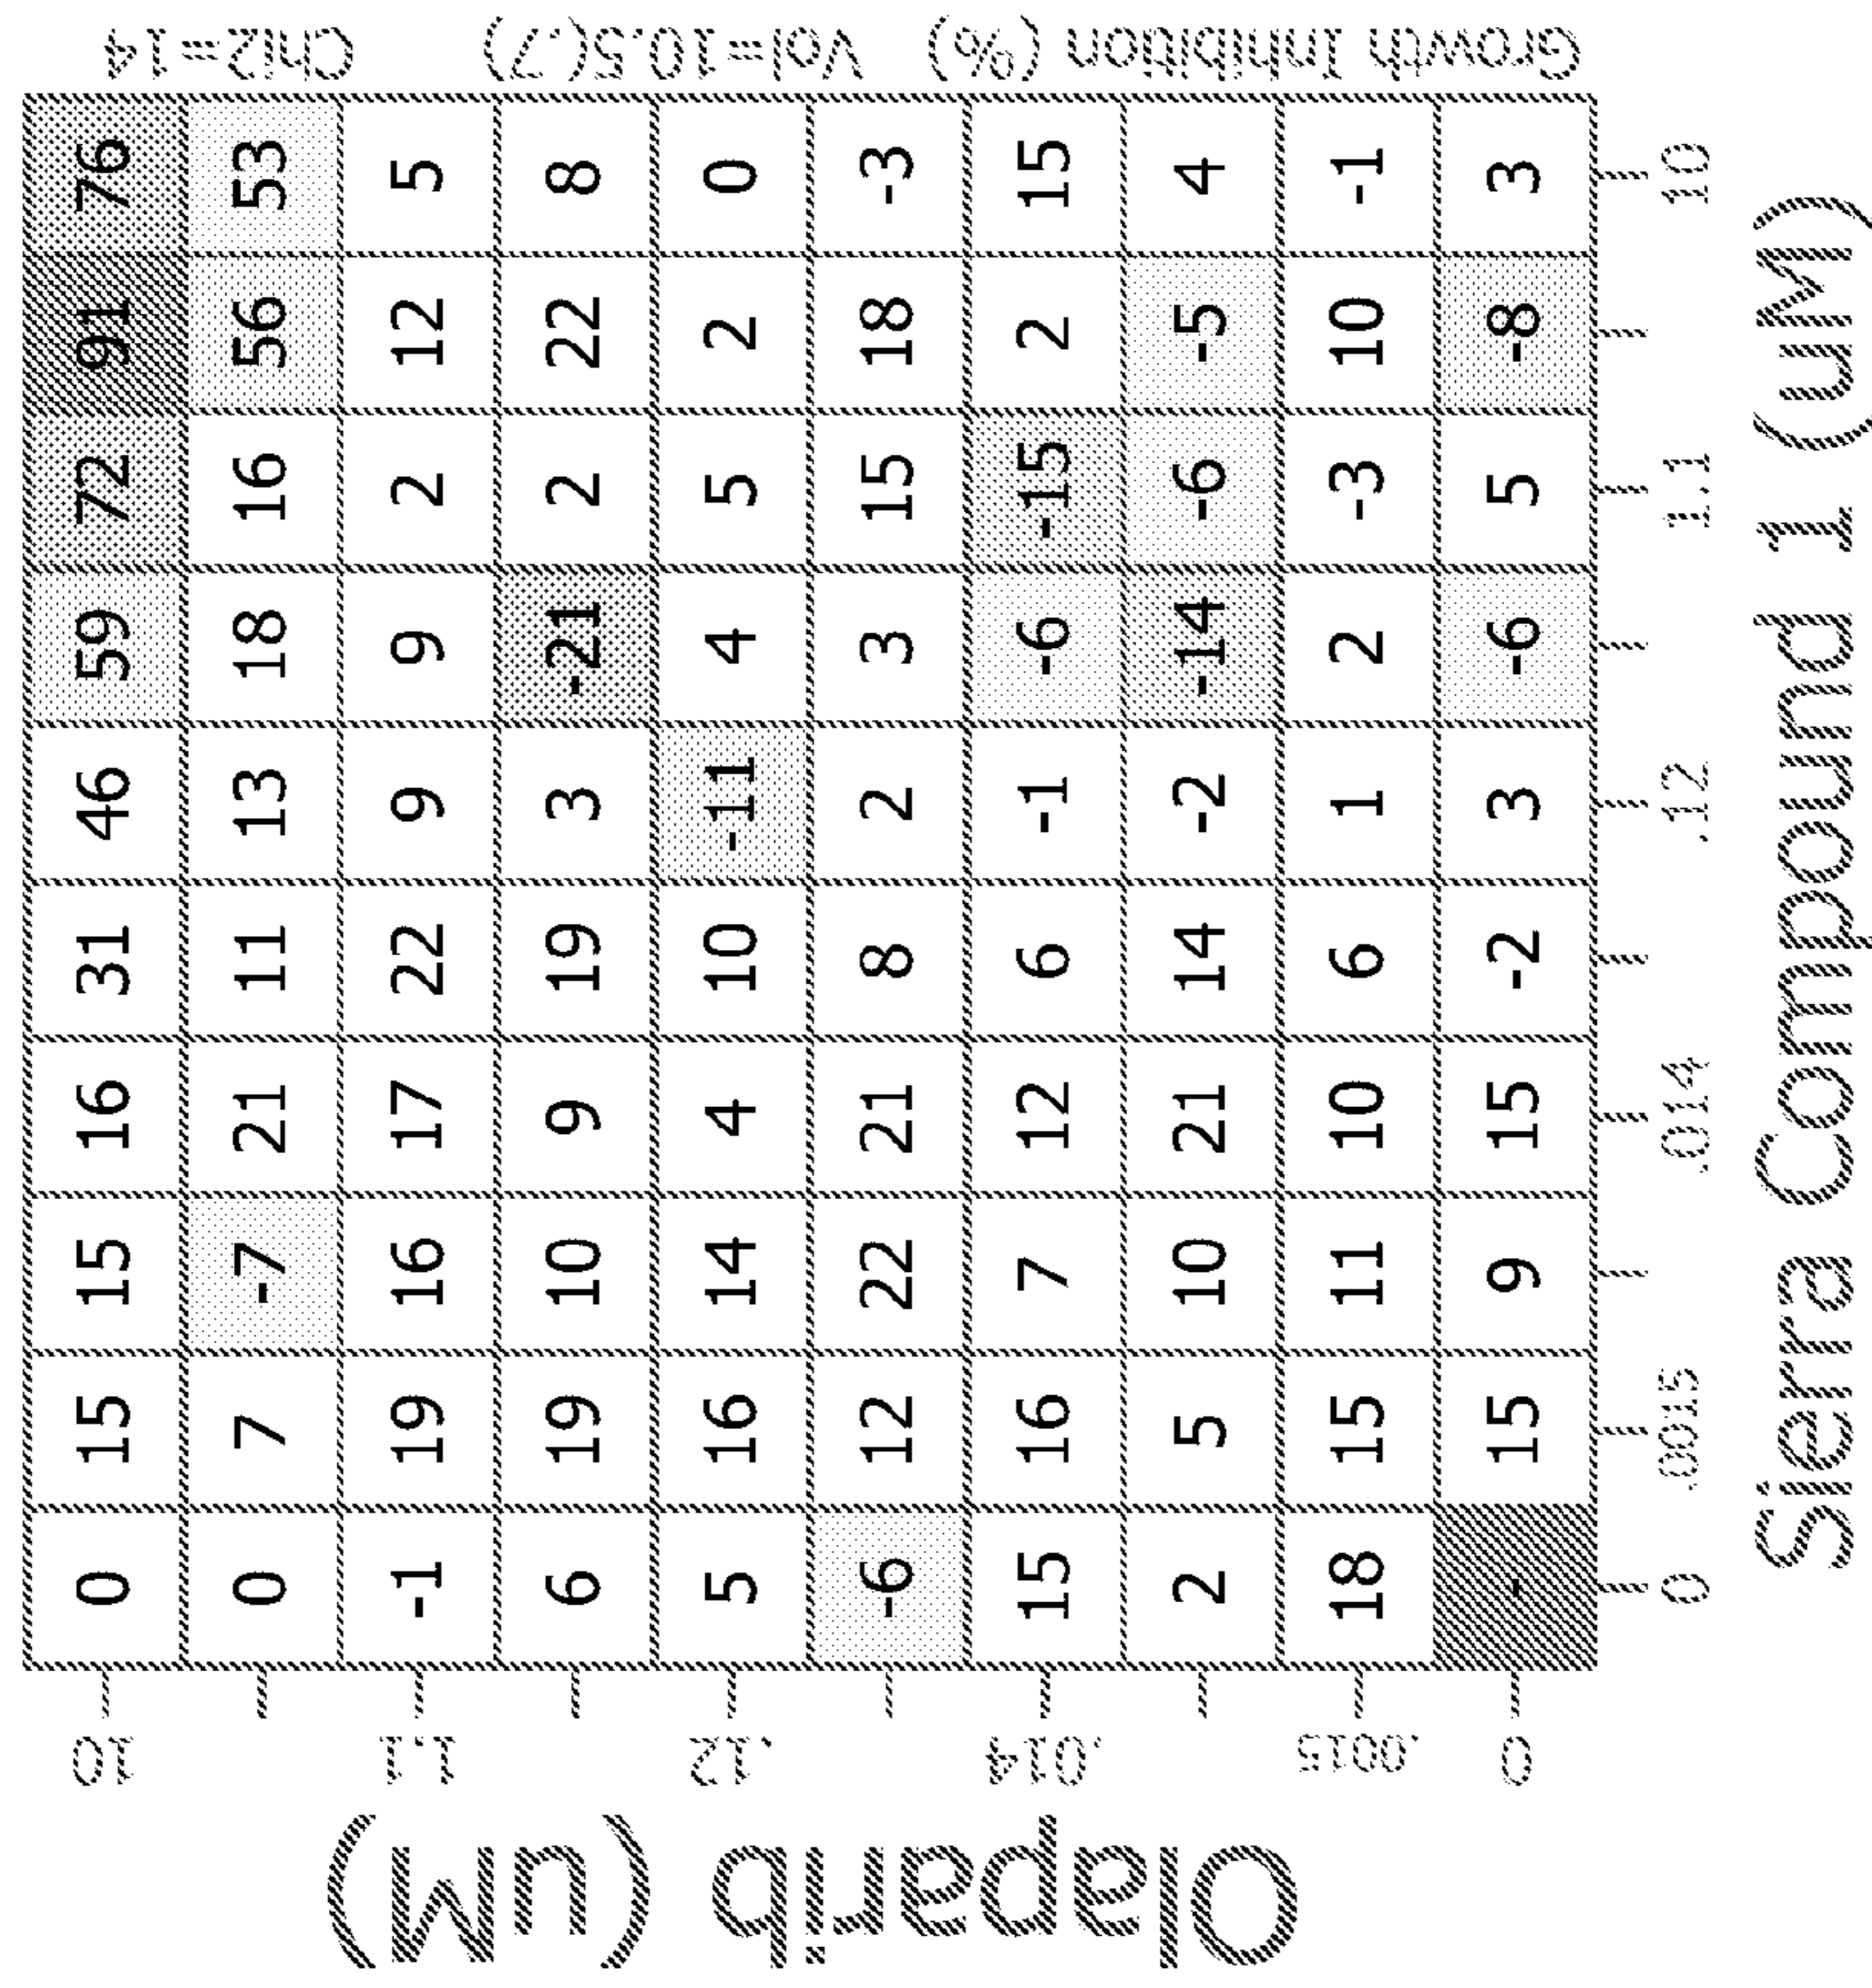 Olaparib (uM)
10 0 15 15 16 31 46 59 72 91 76
0 7 -7 21 11 13 18 16 56 53
1.1 -1 19 16 17 22 9 9 2 12 5
6 19 10 9 19 3 -21 2 22 8
.12 5 16 14 4 10 -11 4 5 2 0
-6 12 22 21 8 2 3 15 18 -3
.014 15 16 7 12 6 -1 -6 -15 2 15
2 5 10 21 14 -2 -14 -6 -5 4
.0015 18 15 11 10 6 1 2 -3 10 -1
0 - 15 9 15 -2 3 -6 5 -8 3
0 .0015 .014 .12 1.1 10
Sierra Compound 1 (uM)
Growth Inhibition (%) Vol=10.5(.7) Chi2=14